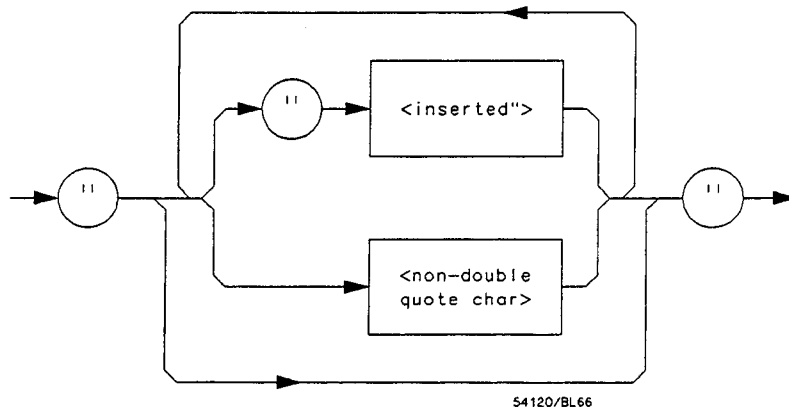 "
<inserted">
"
"
<non-double
quote char>
54120/BL66